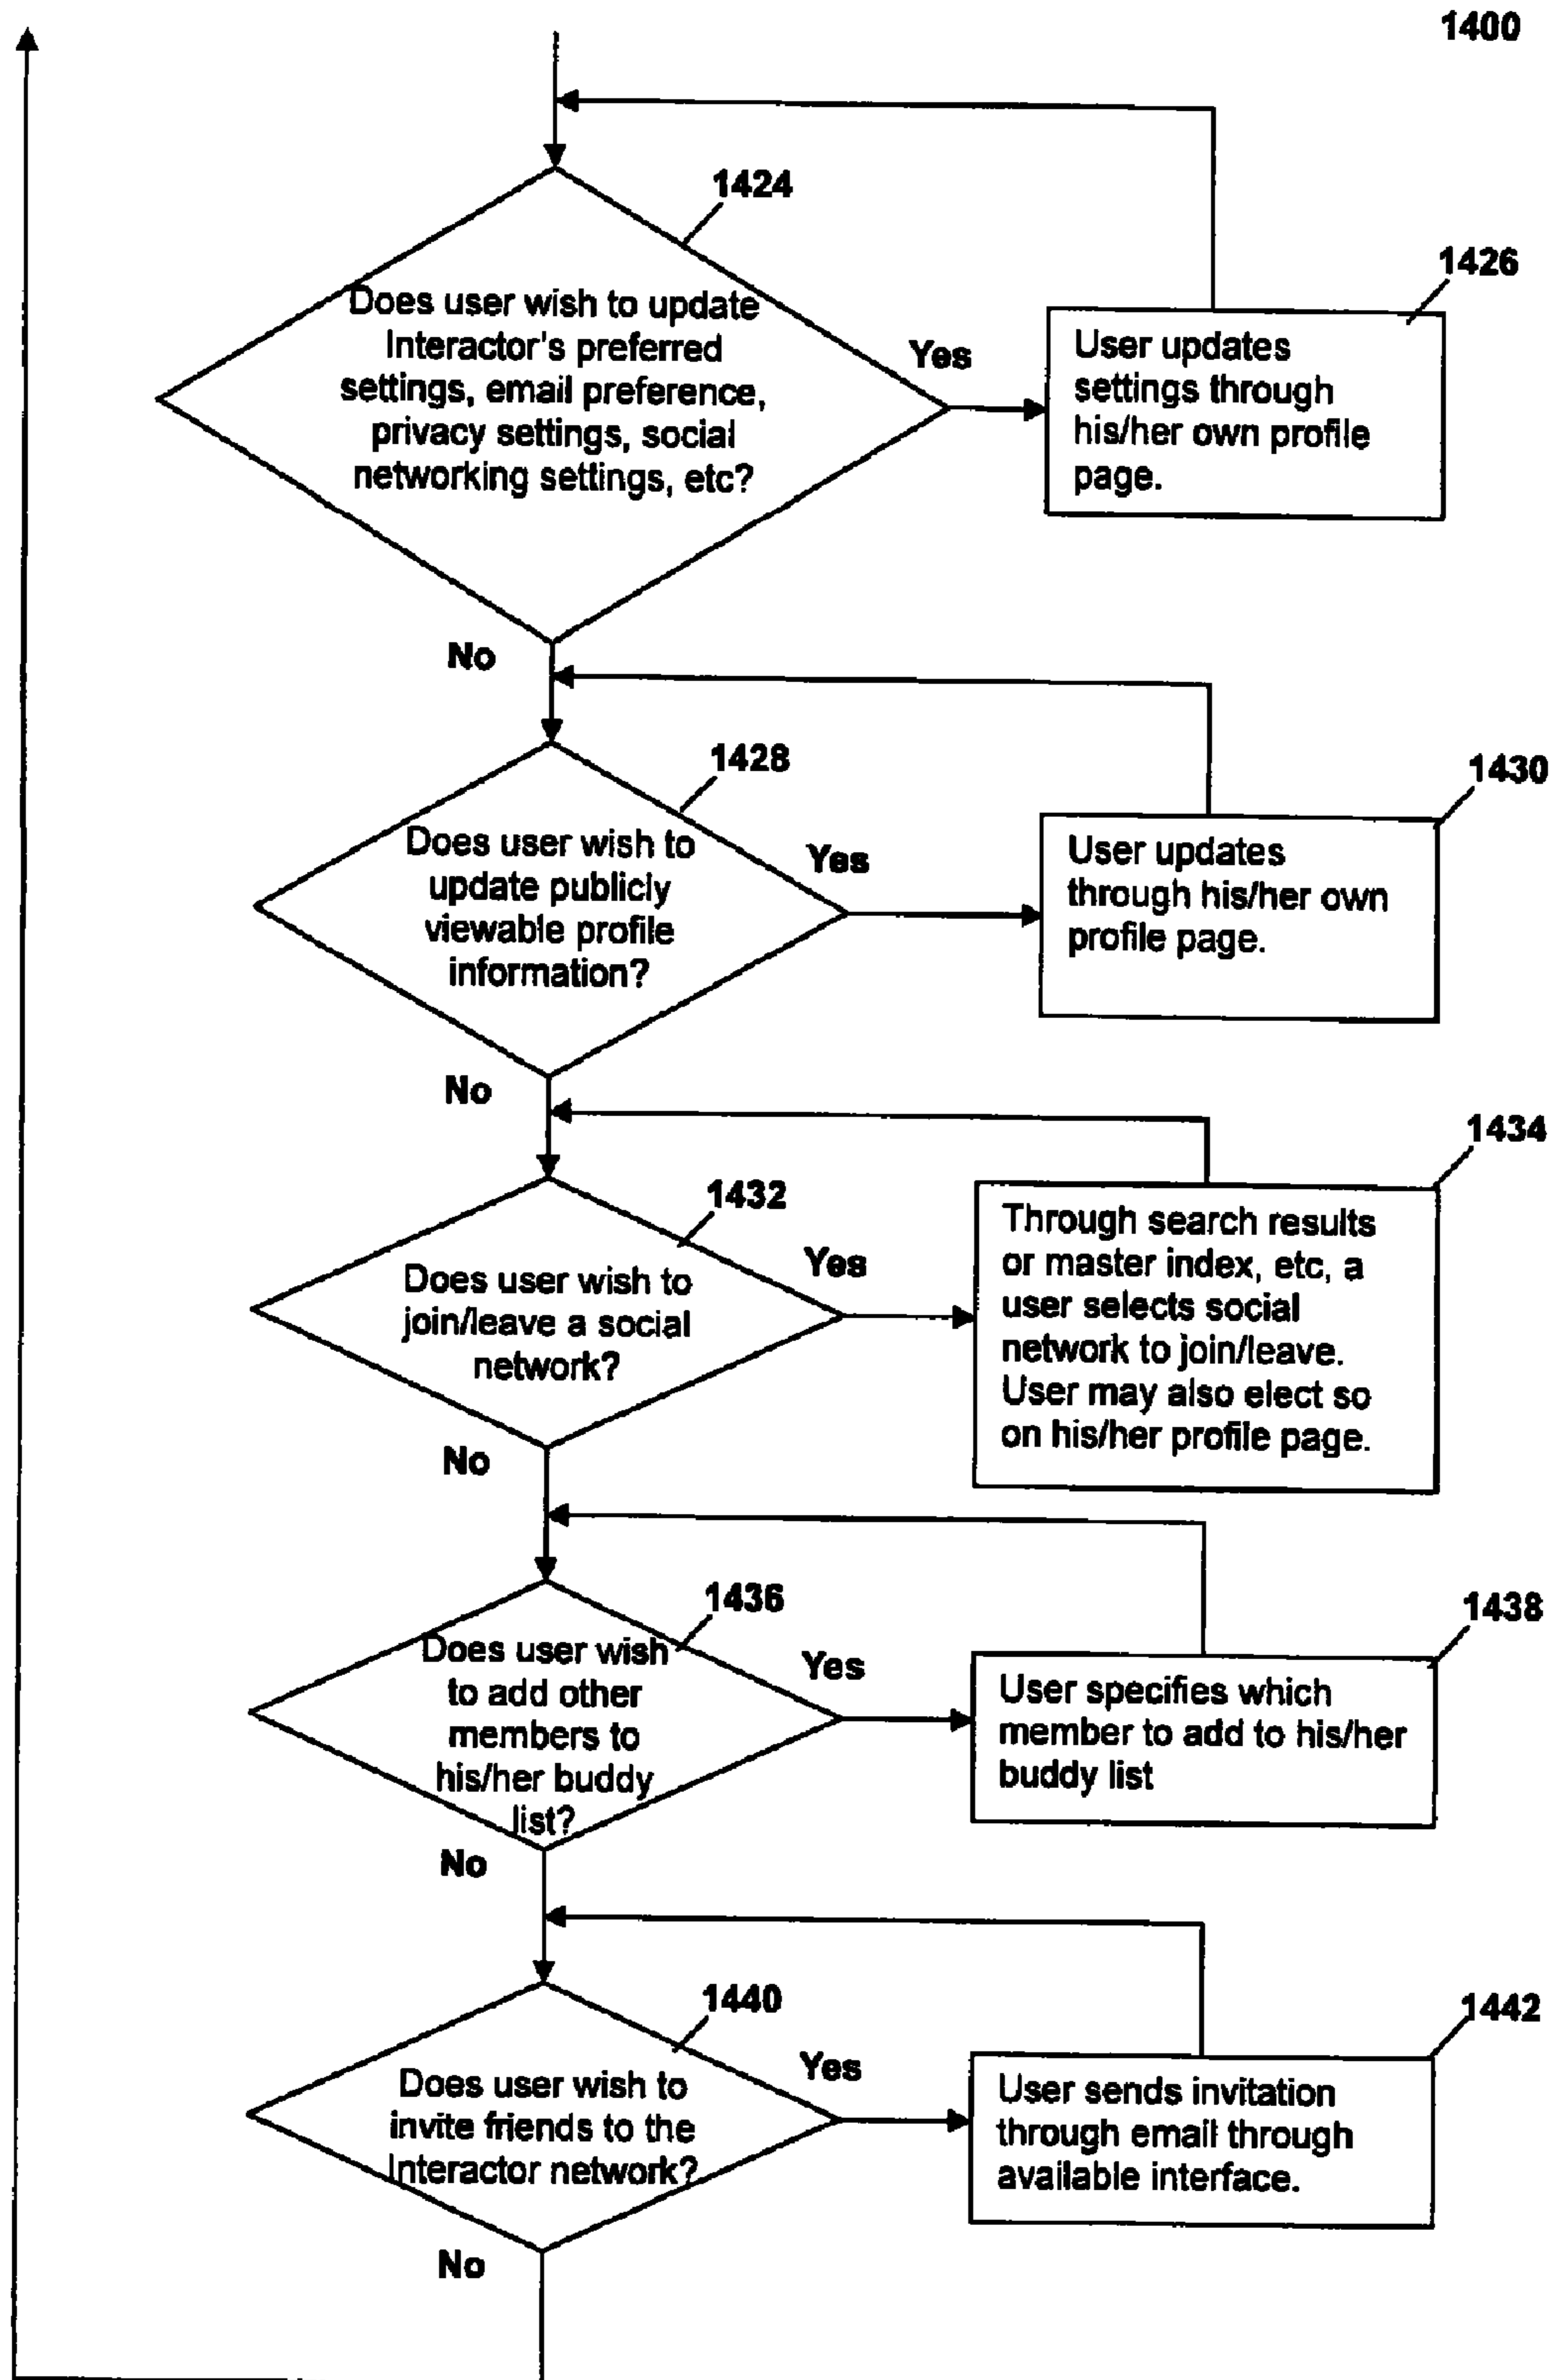 1400
1424
Does user wish to update
Interactor's preferred
settings, email preference,
privacy settings, social
networking settings, etc?
Yes
1426
User updates
settings through
his/her own profile
page.
No
1428
Does user wish to
update publicly
viewable profile
information?
Yes
1430
User updates
through his/her own
profile page.
No
1432
Does user wish to
join/leave a social
network?
Yes
1434
Through search results
or master index, etc, a
user selects social
network to join/leave.
User may also elect so
on his/her profile page.
No
1436
Does user wish
to add other
members to
his/her buddy
list?
Yes
1438
User specifies which
member to add to his/her
buddy list
No
1440
Does user wish to
invite friends to the
Interactor network?
Yes
1442
User sends invitation
through email through
available interface.
No